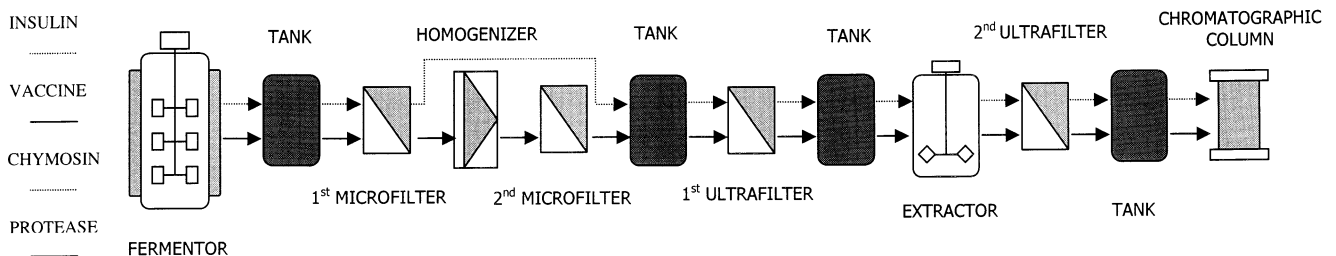 INSULIN
VACCINE
CHYMOSIN
PROTEASE
TANK
HOMOGENIZER
TANK
TANK
2nd ULTRAFILTER
CHROMATOGRAPHIC
COLUMN
1st MICROFILTER
2nd MICROFILTER
1st ULTRAFILTER
EXTRACTOR
TANK
FERMENTOR